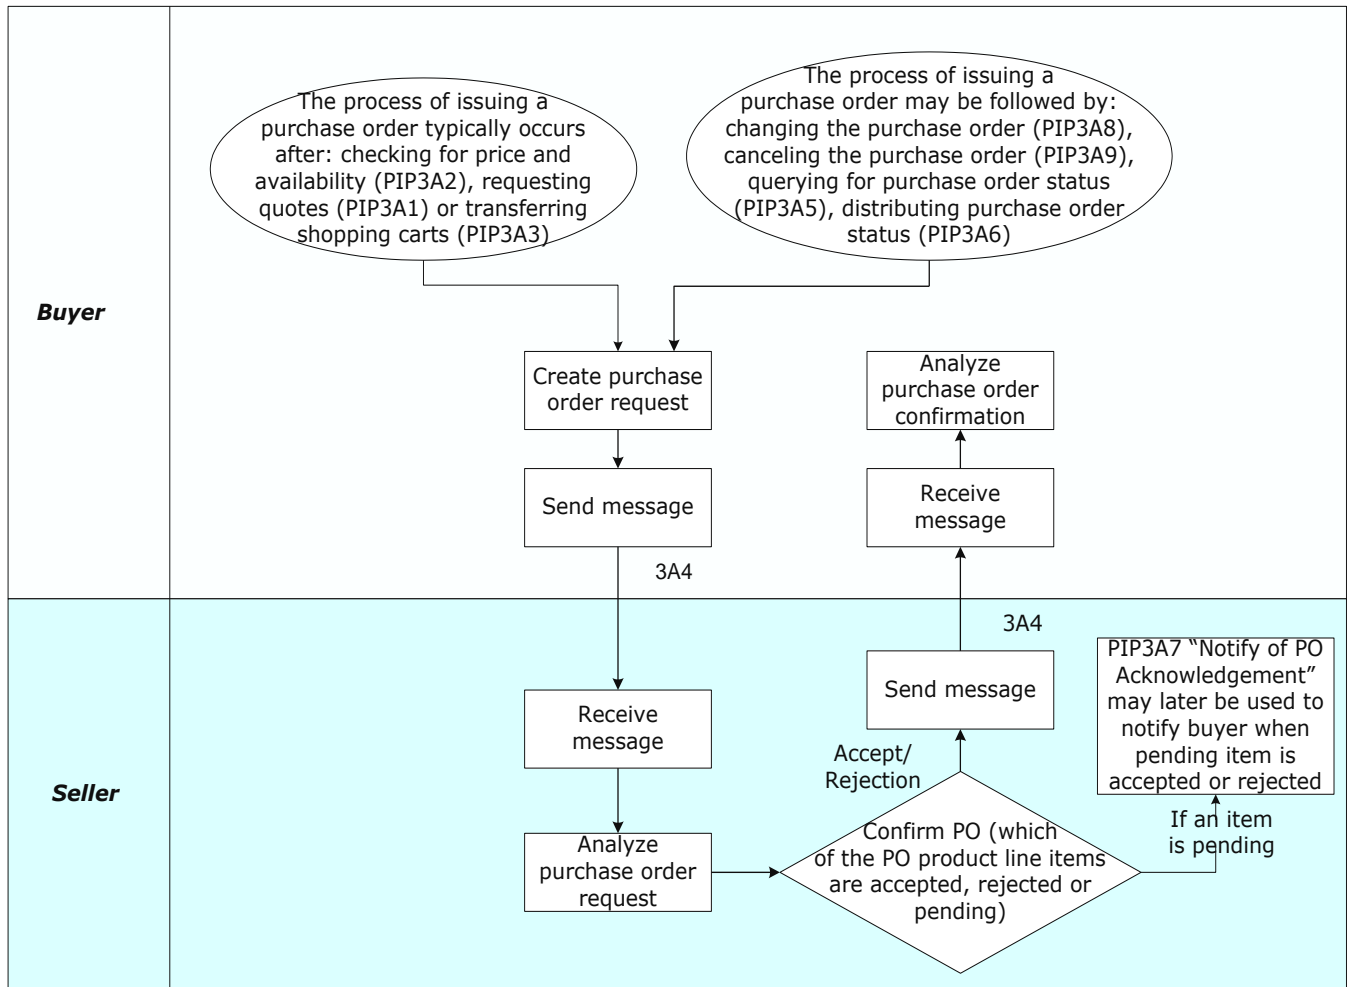 The process of issuing a
purchase order typically occurs
after: checking for price and
availability (PIP3A2), requesting
quotes (PIP3A1) or transferring
shopping carts (PIP3A3)
The process of issuing a
purchase order may be followed by:
changing the purchase order (PIP3A8),
canceling the purchase order (PIP3A9),
querying for purchase order status
(PIP3A5), distributing purchase order
status (PIP3A6)
Buyer
Create purchase
order request
Analyze
purchase order
confirmation
Send message
Receive
message
3A4
3A4
Seller
Receive
message
Send message
PIP3A7 “Notify of PO
Acknowledgement”
may later be used to
notify buyer when
pending item is
accepted or rejected
Accept/
Rejection
If an item
is pending
Analyze
purchase order
request
Confirm PO (which
of the PO product line items
are accepted, rejected or
pending)